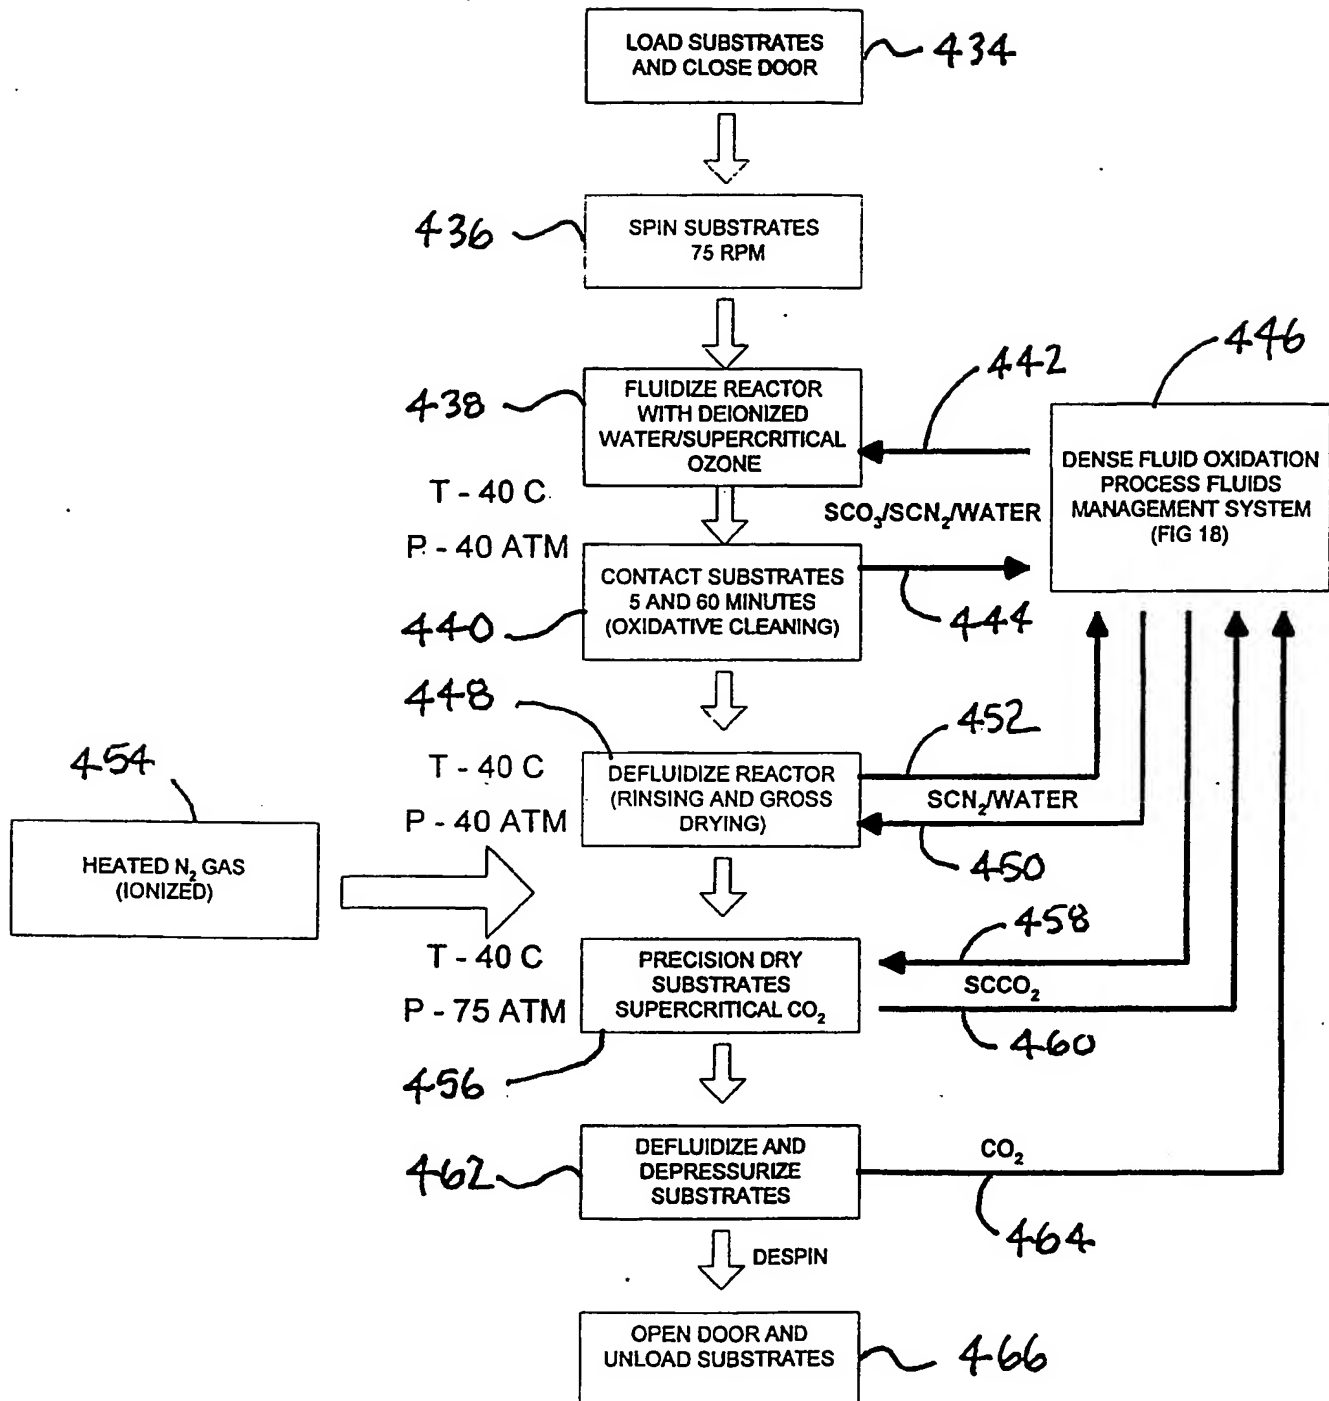 LOAD SUBSTRATES
AND CLOSE DOOR
434
436
SPIN SUBSTRATES
75 RPM
446
442
438
FLUIDIZE REACTOR
WITH DEIONIZED
WATER/SUPERCRITICAL
OZONE
DENSE FLUID OXIDATION
PROCESS FLUIDS
MANAGEMENT SYSTEM
(FIG 18)
T - 40 C
P - 40 ATM
SCO₃/SCN₂/WATER
CONTACT SUBSTRATES
5 AND 60 MINUTES
(OXIDATIVE CLEANING)
440
444
448
452
454
T - 40 C
P - 40 ATM
DEFLUIDIZE REACTOR
(RINSING AND GROSS
DRYING)
SCN₂/WATER
450
HEATED N₂ GAS
(IONIZED)
458
T - 40 C
P - 75 ATM
PRECISION DRY
SUBSTRATES
SUPERCRITICAL CO₂
SCCO₂
460
456
462
DEFLUIDIZE AND
DEPRESSURIZE
SUBSTRATES
CO₂
464
DESPIN
OPEN DOOR AND
UNLOAD SUBSTRATES
466